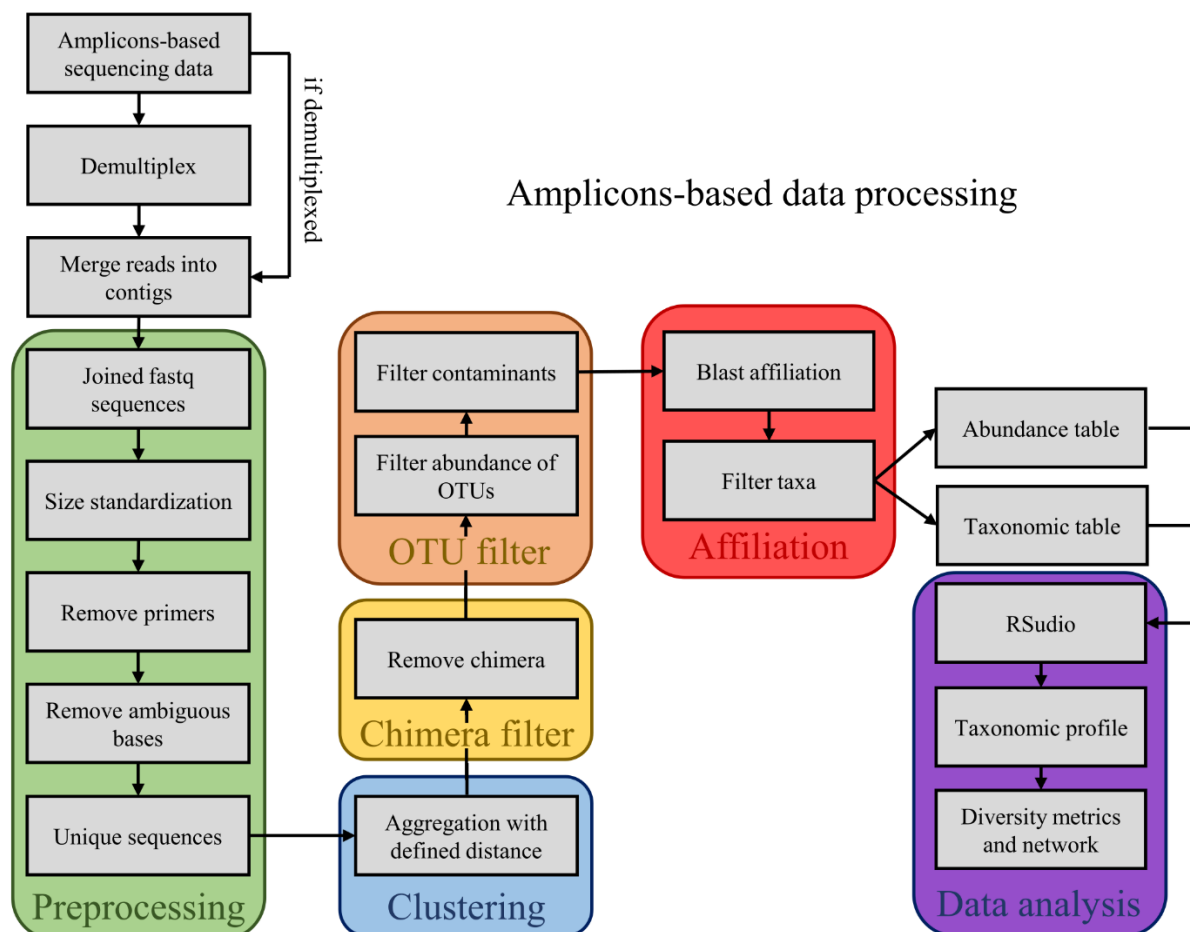 Amplicons-based
sequencing data
if demultiplexed
Demultiplex
Merge reads into
contigs
Amplicons-based data processing
Joined fastq
sequences
Size standardization
Remove primers
Remove ambiguous
bases
Unique sequences
Preprocessing
Aggregation with
defined distance
Clustering
Remove chimera
Chimera filter
Filter contaminants
Filter abundance of
OTUs
OTU filter
Blast affiliation
Filter taxa
Affiliation
Abundance table
Taxonomic table
RSudio
Taxonomic profile
Diversity metrics
and network
Data analysis